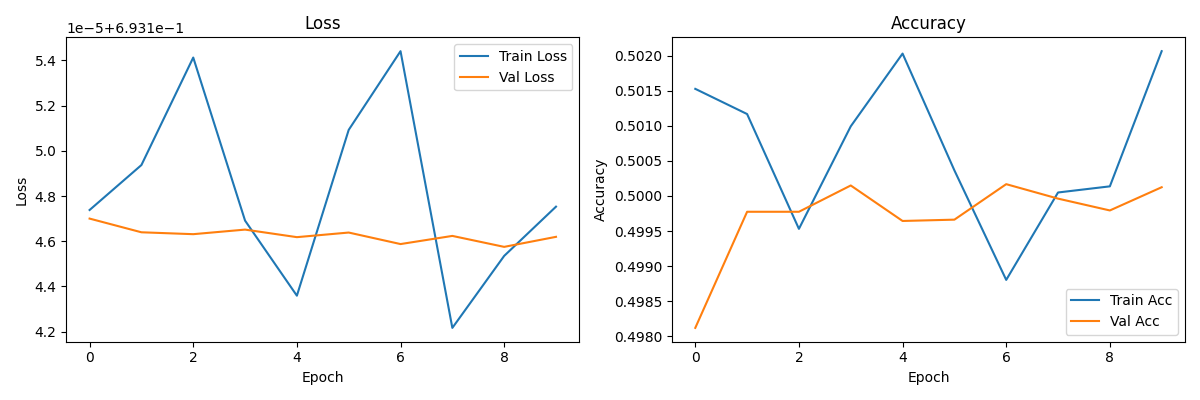 Loss
1e−5+6.931e−1
5.4
5.2
5.0
4.8
4.6
4.4
4.2
Loss
0
2
4
6
8
Epoch
Train Loss
Val Loss
Accuracy
0.5020
0.5015
0.5010
0.5005
0.5000
0.4995
0.4990
0.4985
0.4980
Accuracy
0
2
4
6
8
Epoch
Train Acc
Val Acc